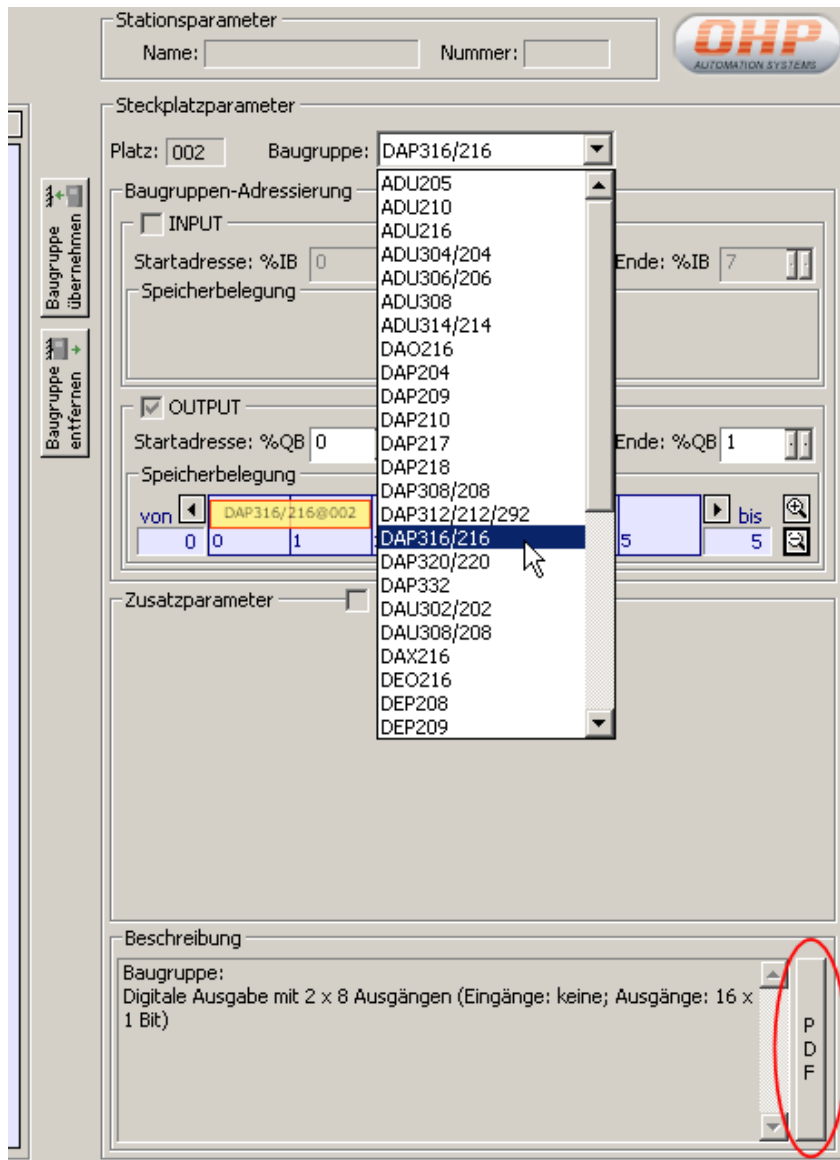 Stationsparameter
Name: Nummer:
OHP
AUTOMATION SYSTEMS
Steckplatzparameter
Platz: 002 Baugruppe: DAP316/216
Baugruppe übernehmen
Baugruppe entfernen
Baugruppen-Adressierung
INPUT
Startadresse: %IB 0 Ende: %IB 7
Speicherbelegung
OUTPUT
Startadresse: %QB 0 Ende: %QB 1
Speicherbelegung
von DAP316/216@002 bis
0 0 1 5 5
ADU205
ADU210
ADU216
ADU304/204
ADU306/206
ADU308
ADU314/214
DAO216
DAP204
DAP209
DAP210
DAP217
DAP218
DAP308/208
DAP312/212/292
DAP316/216
DAP320/220
DAP332
DAU302/202
DAU308/208
DAX216
DEO216
DEP208
DEP209
Zusatzparameter
Beschreibung
Baugruppe:
Digitale Ausgabe mit 2 x 8 Ausgängen (Eingänge: keine; Ausgänge: 16 x
1 Bit)
P
D
F